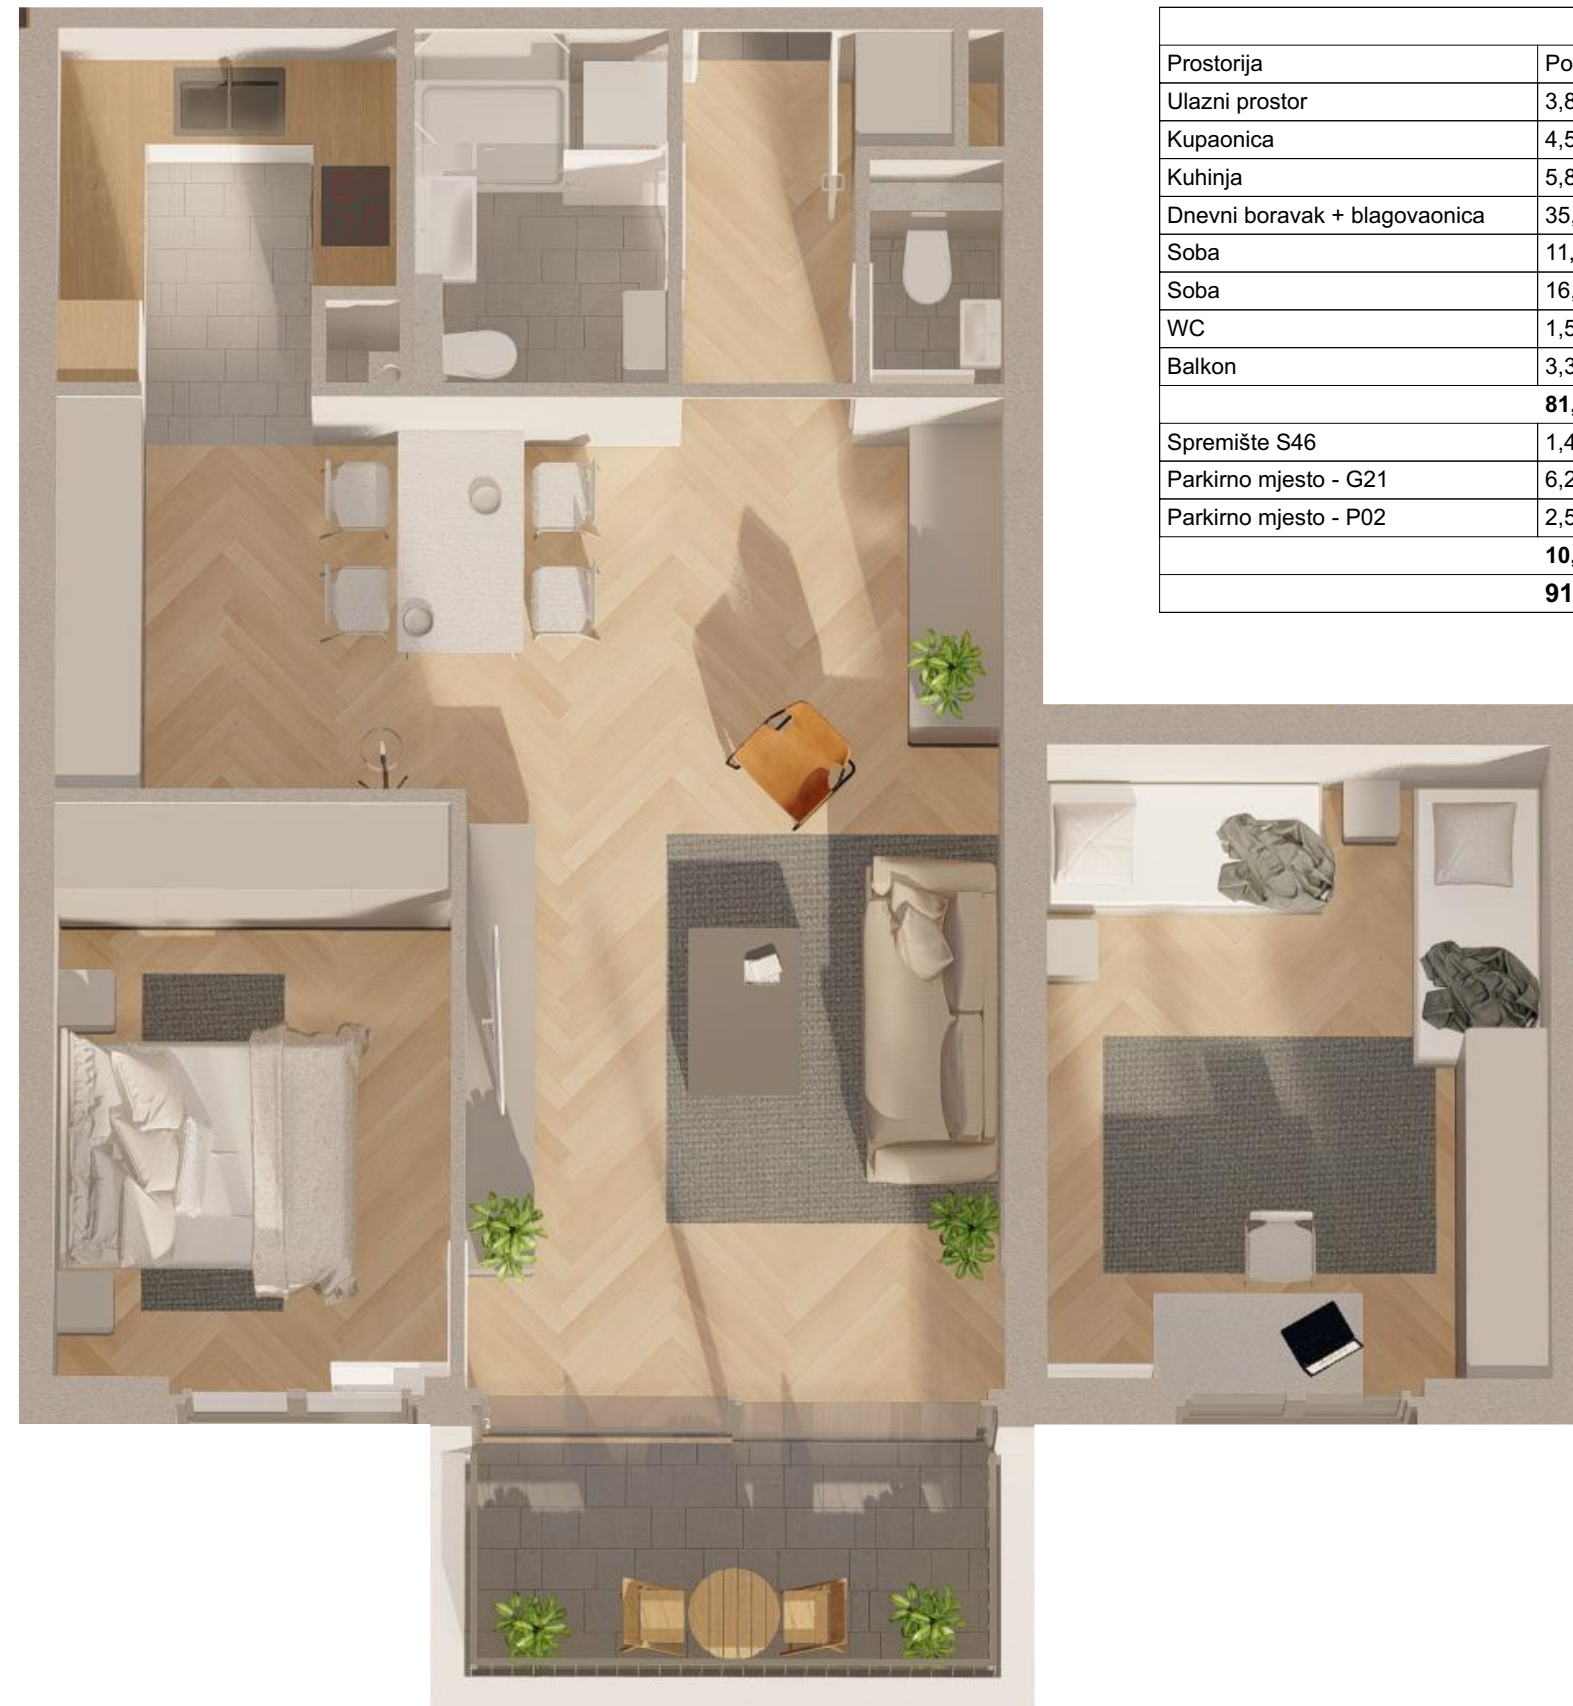 Prostorija Po
Ulazni prostor 3,8
Kupaonica 4,5
Kuhinja 5,8
Dnevni boravak + blagovaonica 35,
Soba 11,
Soba 16,
WC 1,5
Balkon 3,3
81,
Spremište S46 1,4
Parkirno mjesto - G21 6,2
Parkirno mjesto - P02 2,5
10,
91